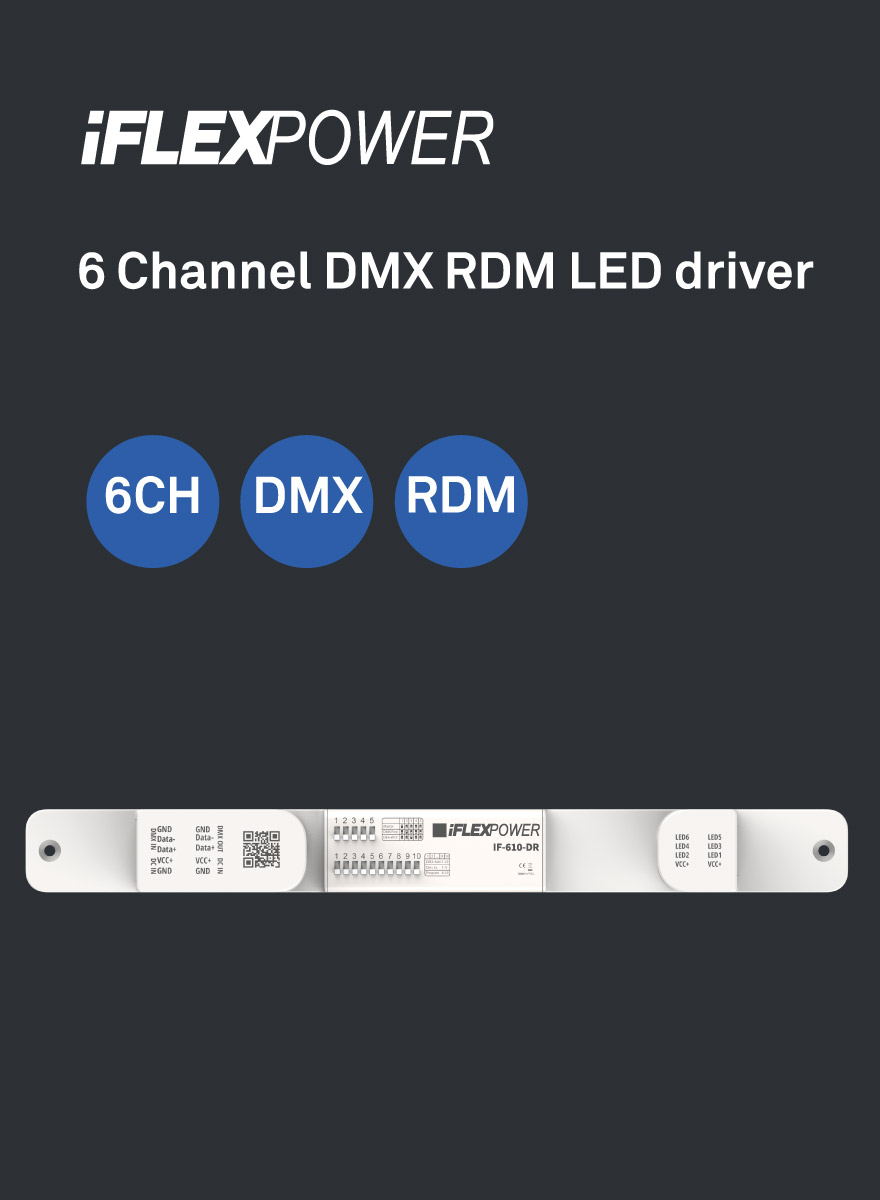 iFLEXPOWER
6 Channel DMX RDM LED driver
6CH DMX RDM
DMX IN
GND
Data-
Data+
DC IN
VCC+
GND
GND
Data-
Data+
DMX OUT
VCC+
GND
DC IN
1 2 3 4 5
1 2 3 4 5 6 7 8 9 10
iFLEXPOWER
IF-610-DR
CE
LED6 LED5
LED4 LED3
LED2 LED1
VCC+ VCC+